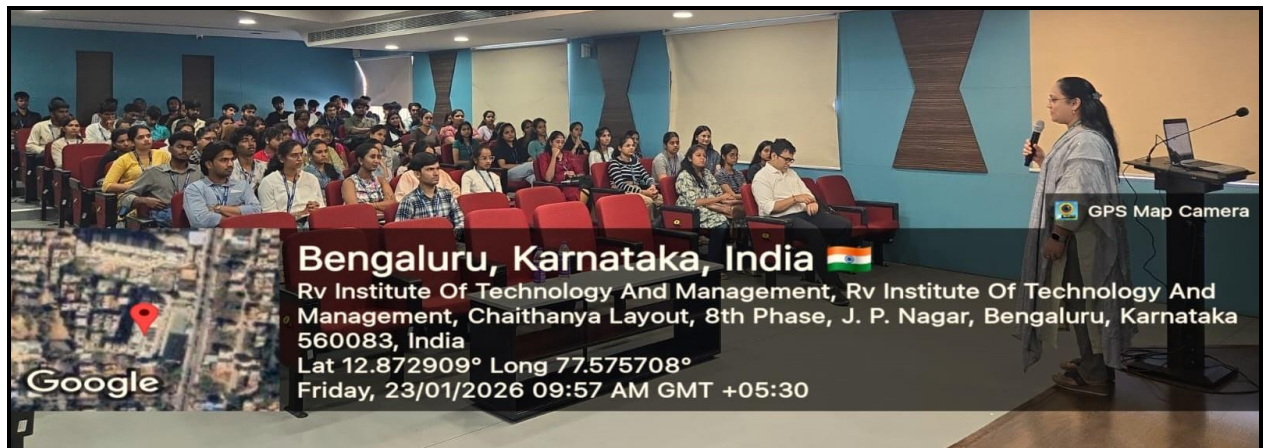 GPS Map Camera
Bengaluru, Karnataka, India 🇮🇳
Rv Institute Of Technology And Management, Rv Institute Of Technology And
Management, Chaithanya Layout, 8th Phase, J. P. Nagar, Bengaluru, Karnataka
560083, India
Lat 12.872909° Long 77.575708°
Friday, 23/01/2026 09:57 AM GMT +05:30
Google